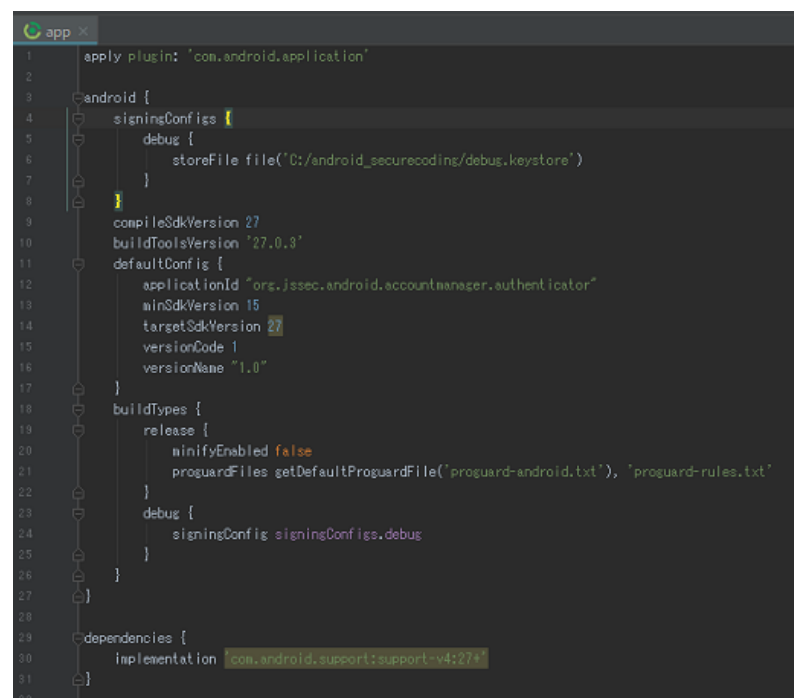 app
1 apply plugin: 'com.android.application'
2
3 android {
4 signingConfigs {
5 debug {
6 storeFile file('C:/android_securecoding/debug.keystore')
7 }
8 }
9 compileSdkVersion 27
10 buildToolsVersion '27.0.3'
11 defaultConfig {
12 applicationId "org.jssec.android.accountmanager.authenticator"
13 minSdkVersion 15
14 targetSdkVersion 27
15 versionCode 1
16 versionName "1.0"
17 }
18 buildTypes {
19 release {
20 minifyEnabled false
21 proguardFiles getDefaultProguardFile('proguard-android.txt'), 'proguard-rules.txt'
22 }
23 debug {
24 signingConfig signingConfigs.debug
25 }
26 }
27 }
28
29 dependencies {
30 implementation 'com.android.support:support-v4:27+'
31 }